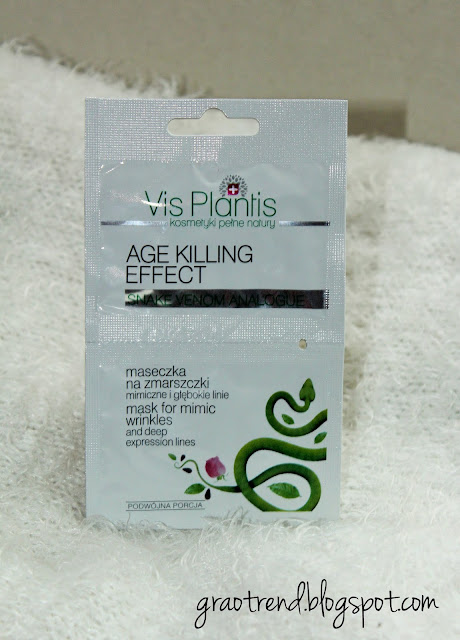 Vis Plantis
kosmetyki pełne natury
AGE KILLING
EFFECT
SNAKE VENOM ANALOGUE
maseczka
na zmarszczki
mimiczne i głębokie linie
mask for mimic
wrinkles
and deep
expression lines
PODWÓJNA PORCJA
graotrend.blogspot.com